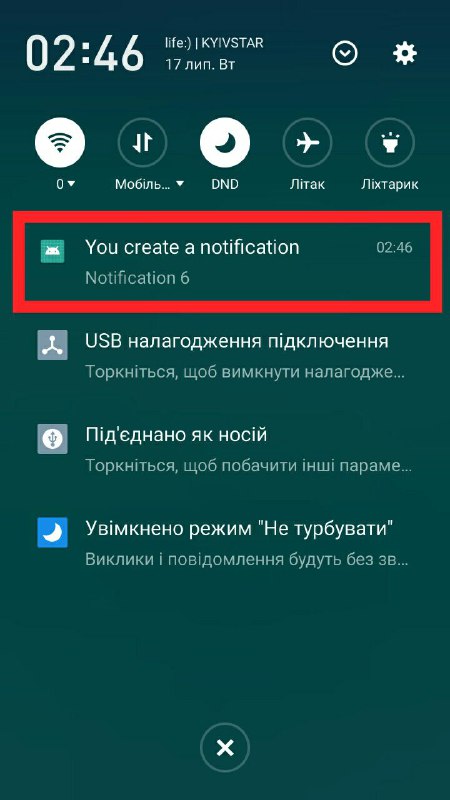 02:46
life:) | KYIVSTAR
17 лип. Вт
0
Мобіль...
DND
Літак
Ліхтарик
You create a notification
02:46
Notification 6
USB налагодження підключення
Торкніться, щоб вимкнути налагодже...
Під'єднано як носій
Торкніться, щоб побачити інші параме...
Увімкнено режим "Не турбувати"
Виклики і повідомлення будуть без зв...